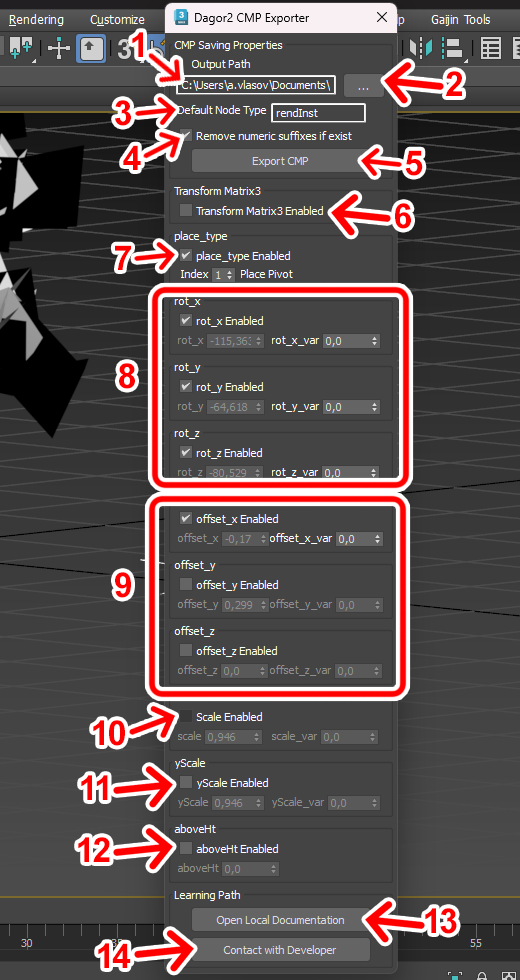 Rendering Customize Dagor2 CMP Exporter Gaijin Tools
3
CMP Saving Properties
1 Output Path
C:\Users\a.vlasov\Documents\ ... 2
3 Default Node Type rendInst
4 Remove numeric suffixes if exist
Export CMP 5
Transform Matrix3
Transform Matrix3 Enabled 6
place_type
7 place_type Enabled
Index 1 Place Pivot
rot_x
rot_x Enabled
rot_x -115,363 rot_x_var 0,0
rot_y
8 rot_y Enabled
rot_y -64,618 rot_y_var 0,0
rot_z
rot_z Enabled
rot_z -80,529 rot_z_var 0,0
offset_x Enabled
offset_x -0,17 offset_x_var 0,0
offset_y
9 offset_y Enabled
offset_y 0,299 offset_y_var 0,0
offset_z
offset_z Enabled
offset_z 0,0 offset_z_var 0,0
10 Scale Enabled
scale 0,946 scale_var 0,0
yScale
11 yScale Enabled
yScale 0,946 yScale_var 0,0
aboveHt
12 aboveHt Enabled
aboveHt 0,0
Learning Path
Open Local Documentation 13
14 Contact with Developer
30 55